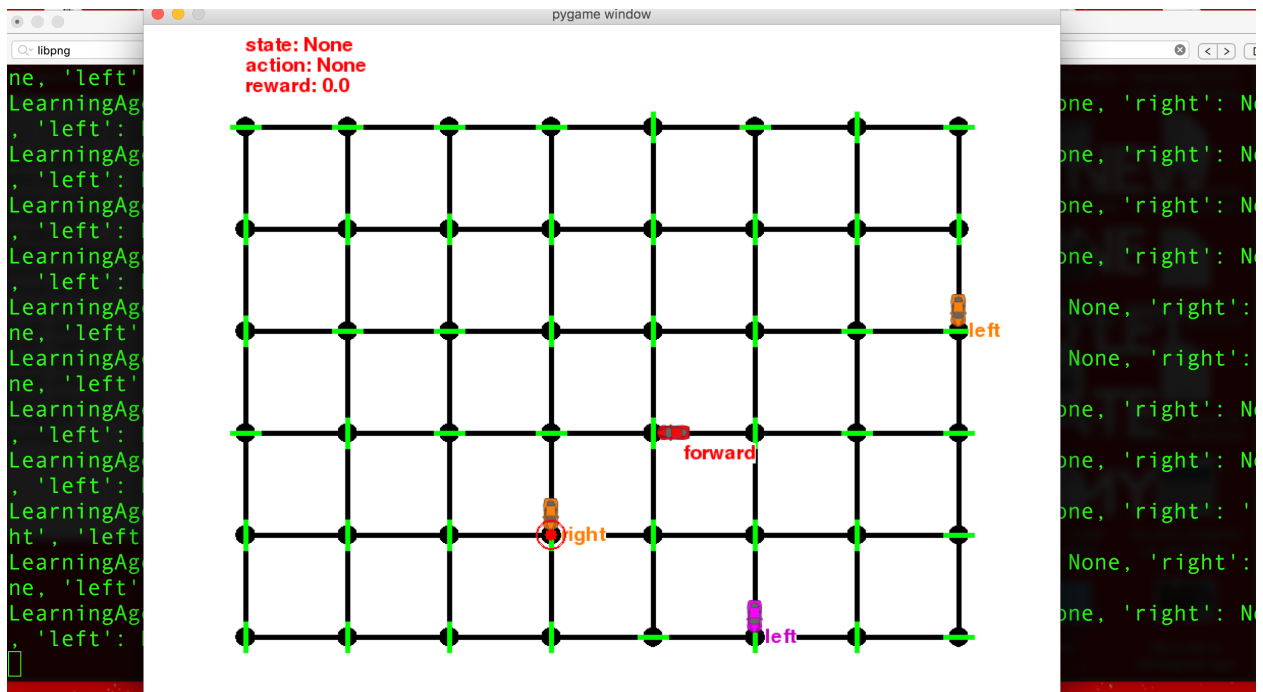 pygame window
libpng
state: None
action: None
reward: 0.0
ne, 'left'
LearningAg
, 'left':
LearningAg
, 'left':
LearningAg
, 'left':
LearningAg
, 'left':
LearningAg
ne, 'left'
LearningAg
ne, 'left'
LearningAg
, 'left':
LearningAg
, 'left':
LearningAg
ht', 'left
LearningAg
ne, 'left'
LearningAg
, 'left':
left
forward
right
left
one, 'right': No
one, 'right': No
one, 'right': No
one, 'right': No
None, 'right':
None, 'right':
one, 'right': No
one, 'right': No
one, 'right': '
None, 'right':
one, 'right': No